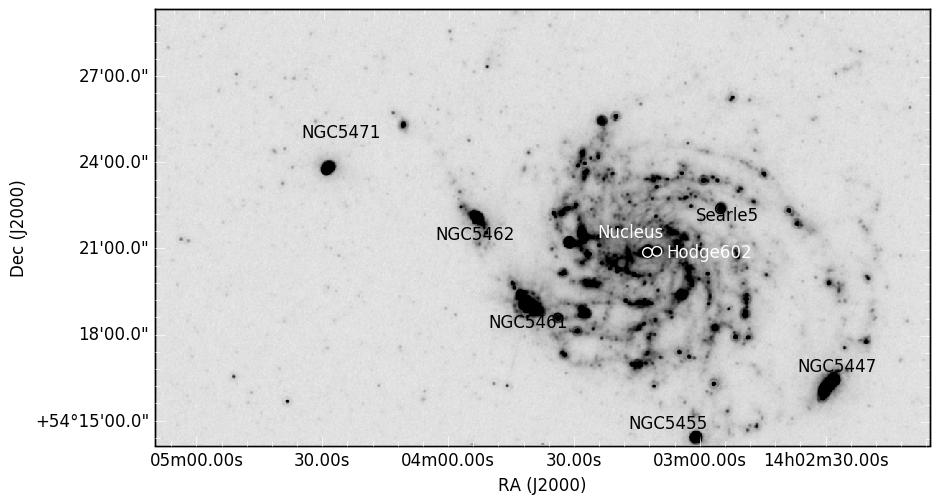 27'00.0"
NGC5471
24'00.0"
Searle5
NGC5462
Nucleus
21'00.0"
Hodge602
Dec (J2000)
NGC5461
18'00.0"
NGC5447
NGC5455
+54°15'00.0"
05m00.00s 30.00s 04m00.00s 30.00s 03m00.00s 14h02m30.00s
RA (J2000)